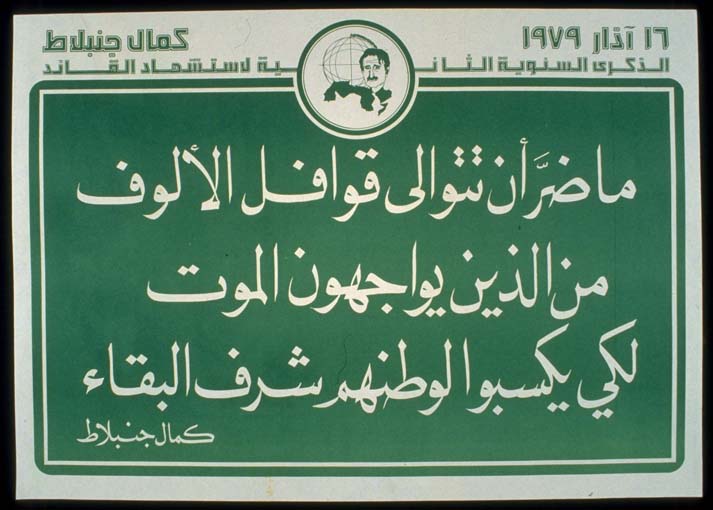 ١٦ آذار ١٩٧٩ كمال جنبلاط
الذكرى السنوية الثانية لاستشهاد القائد
ما ضرَّ أن تتوالى قوافل الألوف
من الذين يواجهون الموت
لكي يكسبوا لوطنهم شرف البقاء
كمال جنبلاط